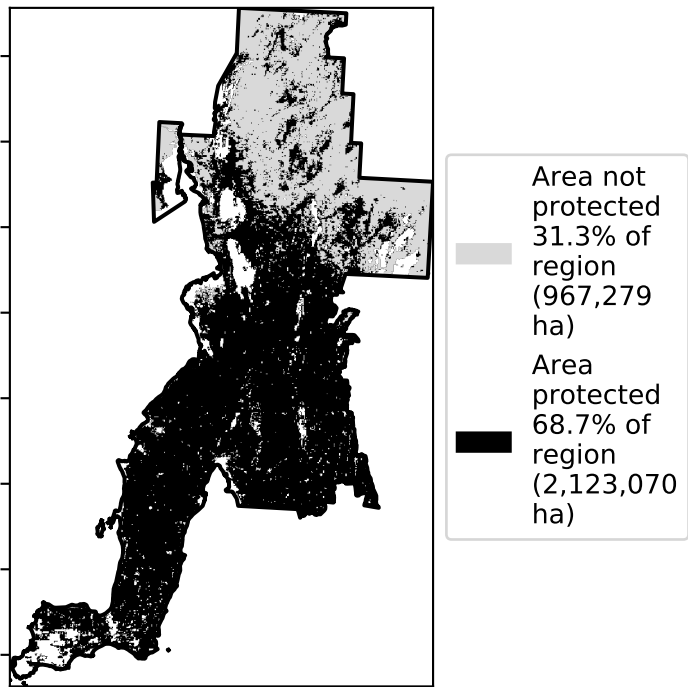 Area not
protected
31.3% of
region
(967,279
ha)
Area
protected
68.7% of
region
(2,123,070
ha)